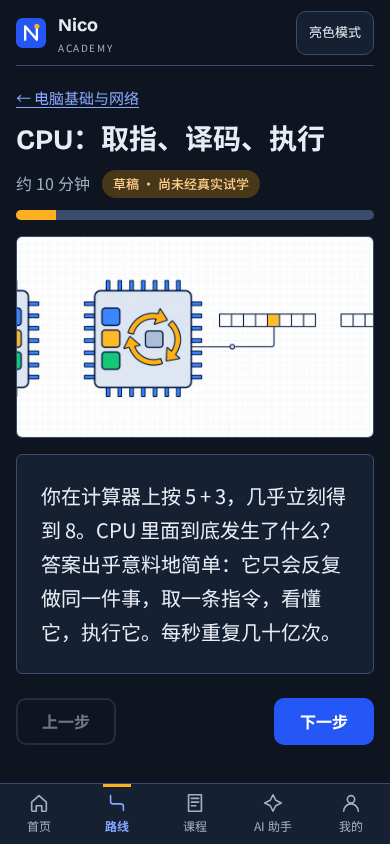 Nico
ACADEMY
亮色模式
← 电脑基础与网络
CPU：取指、译码、执行
约 10 分钟
草稿 · 尚未经真实试学
你在计算器上按 5 + 3，几乎立刻得
到 8。CPU 里面到底发生了什么？
答案出乎意料地简单：它只会反复
做同一件事，取一条指令，看懂
它，执行它。每秒重复几十亿次。
上一步
下一步
首页
路线
课程
AI 助手
我的